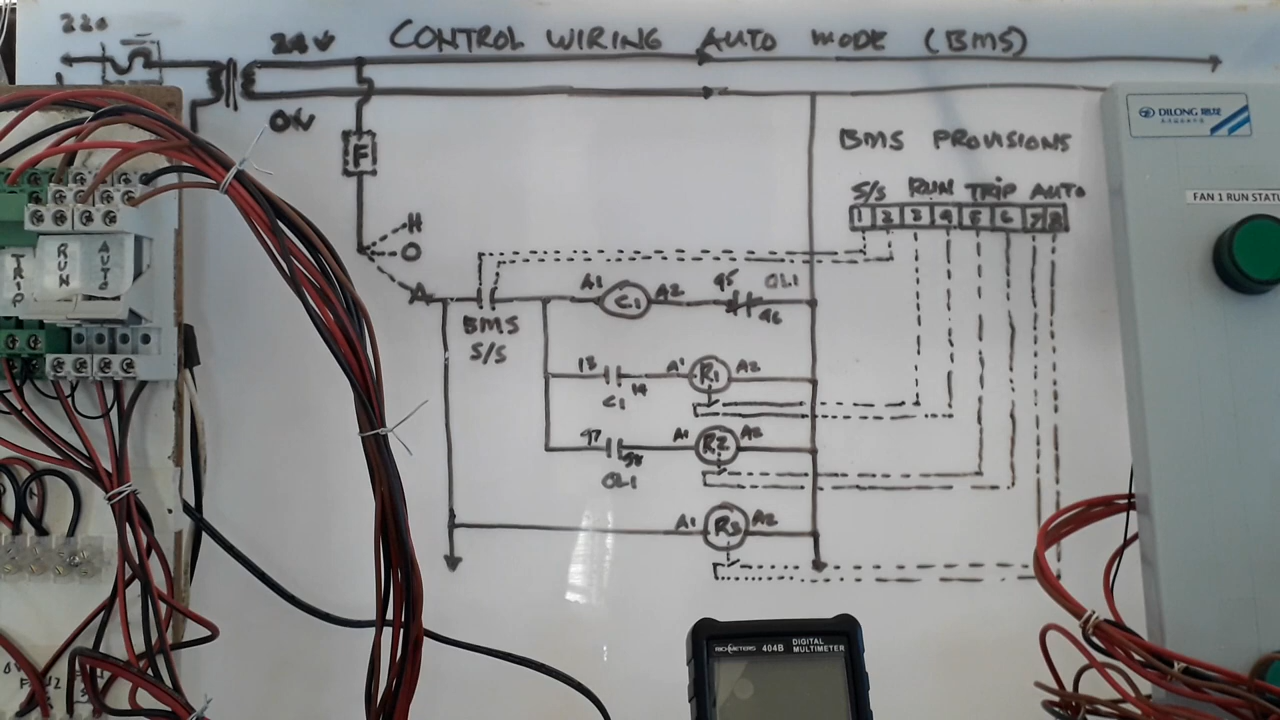 220
24V
CONTROL WIRING AUTO MODE (BMS)
0V
DILONG
BMS PROVISIONS
F
S/S RUN TRIP AUTO
1 2 3 4 5 6 7 8
FAN 1 RUN STATU
H
O
A
TRIP
RUN
AUTO
A1 C1 A2 95 OL1
96
BMS
S/S
13 14 A1 R1 A2
C1
97 98 A1 R2 A2
OL1
A1 R3 A2
RICHMETERS 404B DIGITAL
MULTIMETER